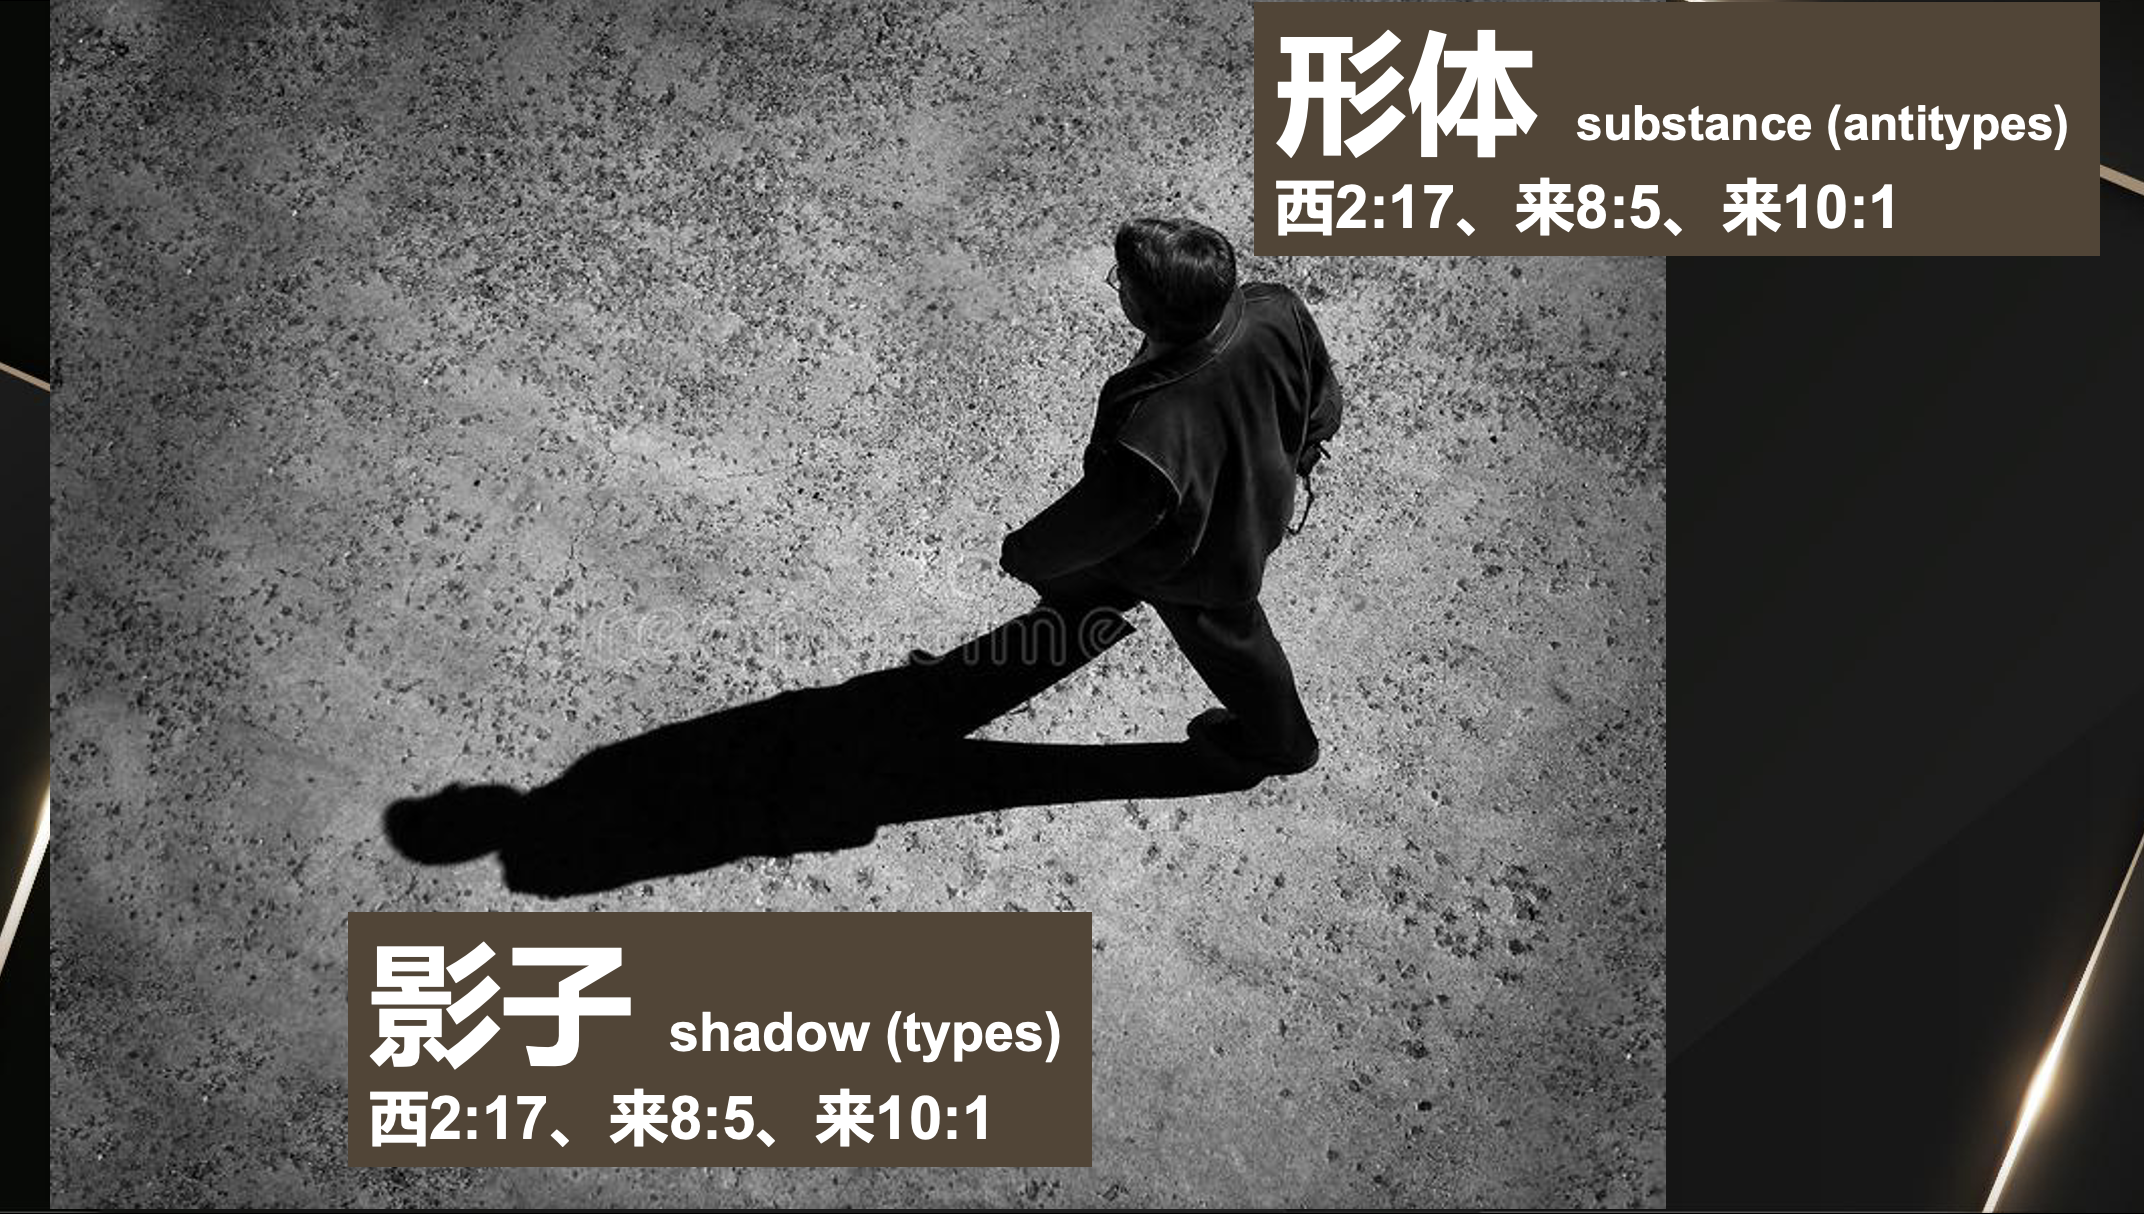 形体 substance (antitypes)
西2:17、来8:5、来10:1
dreamstime
影子 shadow (types)
西2:17、来8:5、来10:1